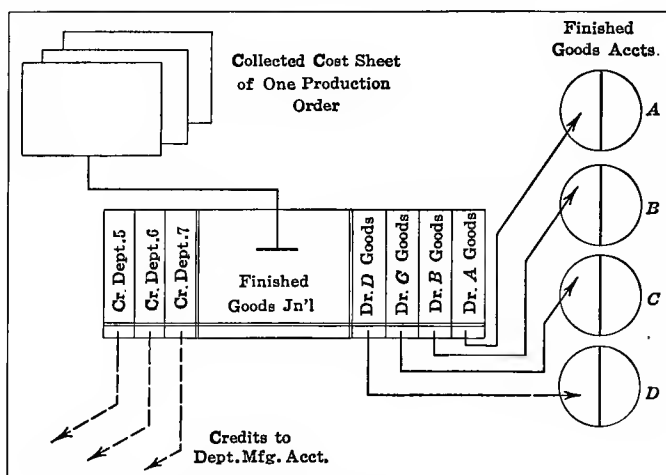 Collected Cost Sheet
of One Production
Order
Finished
Goods Accts.
A
B
C
D
Cr. Dept. 5
Cr. Dept. 6
Cr. Dept. 7
Finished
Goods Jn'l
Dr. D Goods
Dr. C Goods
Dr. B Goods
Dr. A Goods
Credits to
Dept. Mfg. Acct.